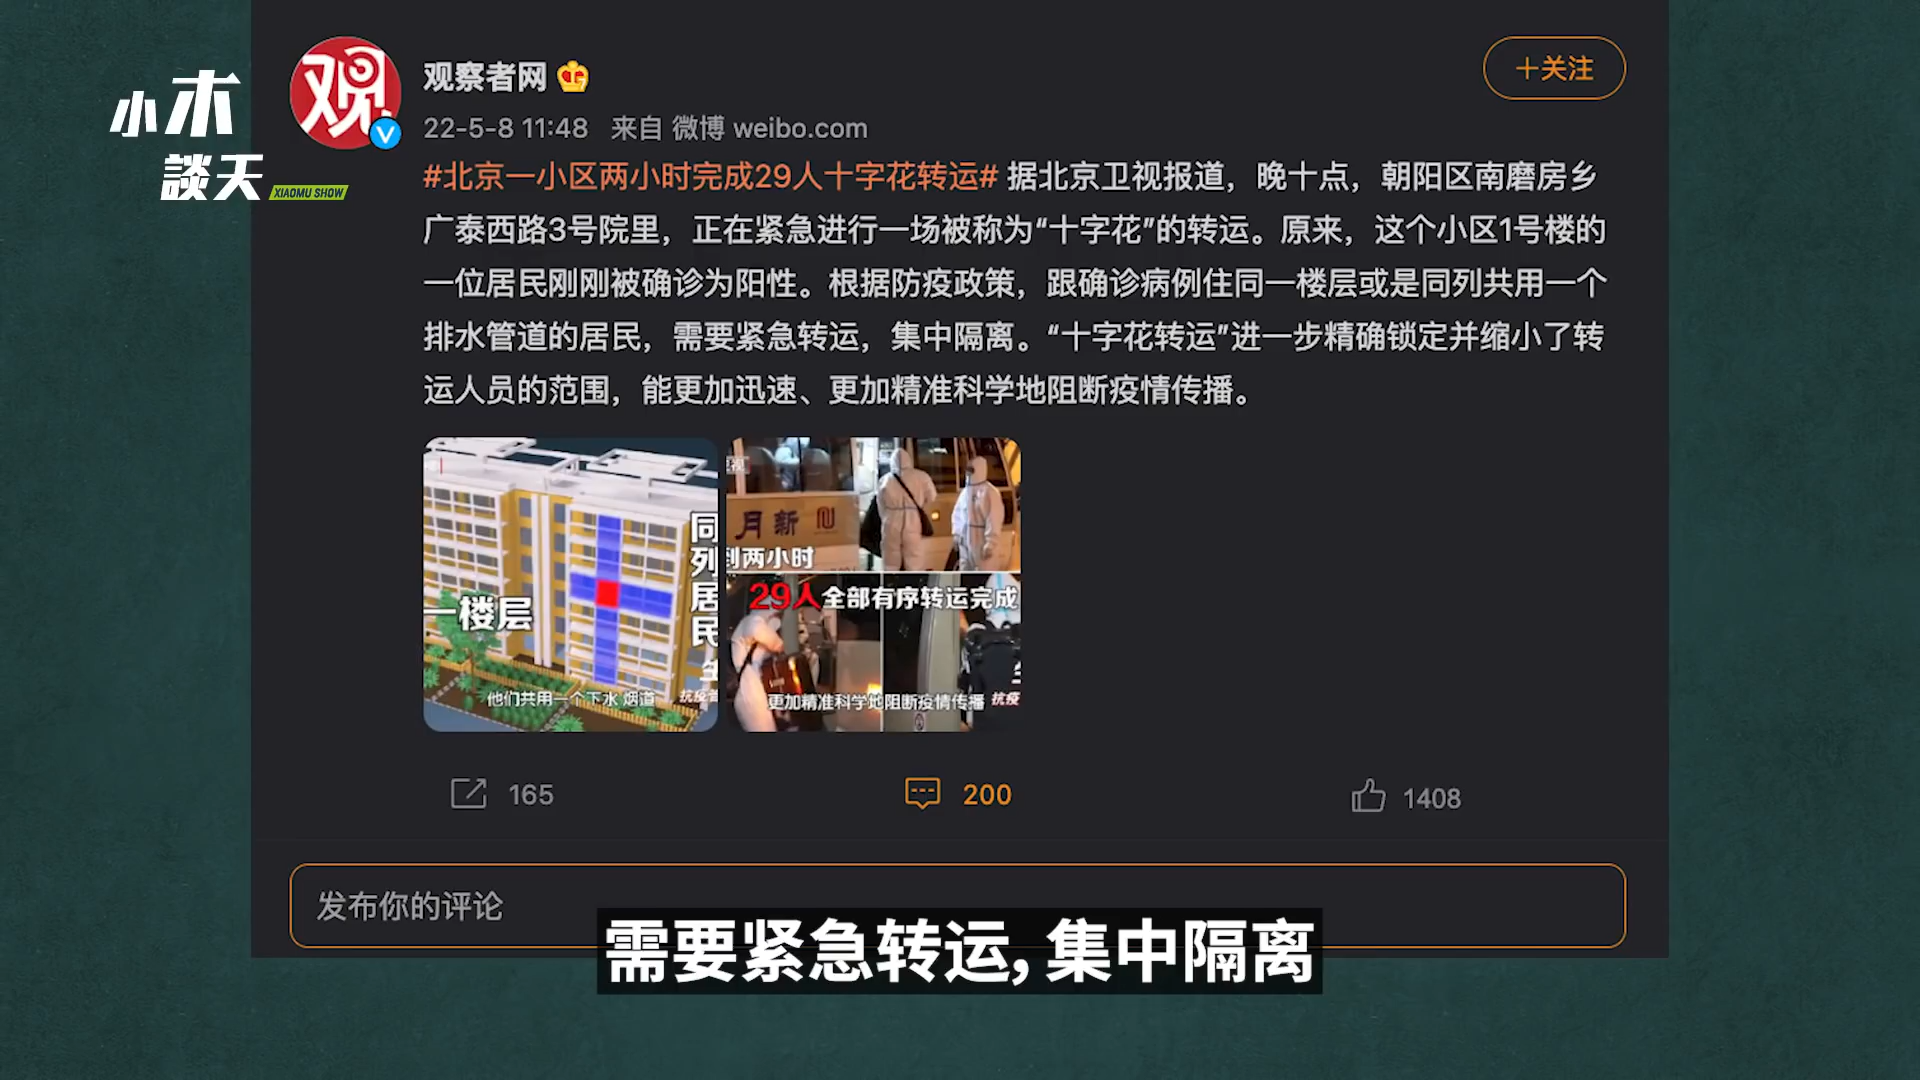 小木
談天
XIAOMU SHOW
观
观察者网
22-5-8 11:48 来自 微博 weibo.com
+关注
#北京一小区两小时完成29人十字花转运# 据北京卫视报道，晚十点，朝阳区南磨房乡
广泰西路3号院里，正在紧急进行一场被称为“十字花”的转运。原来，这个小区1号楼的
一位居民刚刚被确诊为阳性。根据防疫政策，跟确诊病例住同一楼层或是同列共用一个
排水管道的居民，需要紧急转运，集中隔离。“十字花转运”进一步精确锁定并缩小了转
运人员的范围，能更加迅速、更加精准科学地阻断疫情传播。
一楼层
同列居民
他们共用一个下水 烟道
抗疫
月新
到两小时
29人全部有序转运完成
更加精准科学地阻断疫情传播
抗疫
165
200
1408
发布你的评论
需要紧急转运, 集中隔离